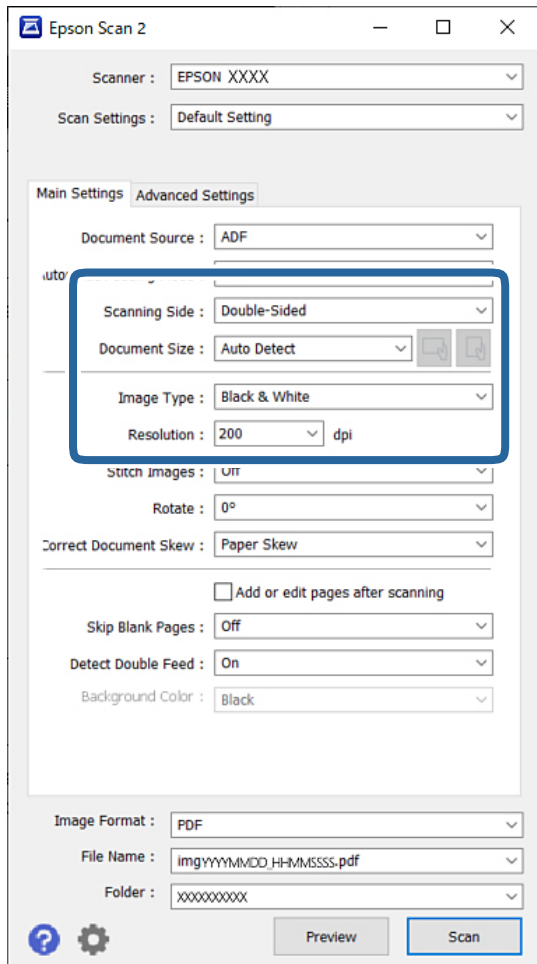 Epson Scan 2
Scanner : EPSON XXXX
Scan Settings : Default Setting
Main Settings Advanced Settings
Document Source : ADF
Scanning Side : Double-Sided
Document Size : Auto Detect
Image Type : Black & White
Resolution : 200 dpi
Stitch Images : Off
Rotate : 0°
Correct Document Skew : Paper Skew
Add or edit pages after scanning
Skip Blank Pages : Off
Detect Double Feed : On
Background Color : Black
Image Format : PDF
File Name : imgYYYYMMDD_HHMMSSSS.pdf
Folder : XXXXXXXXXX
Preview Scan